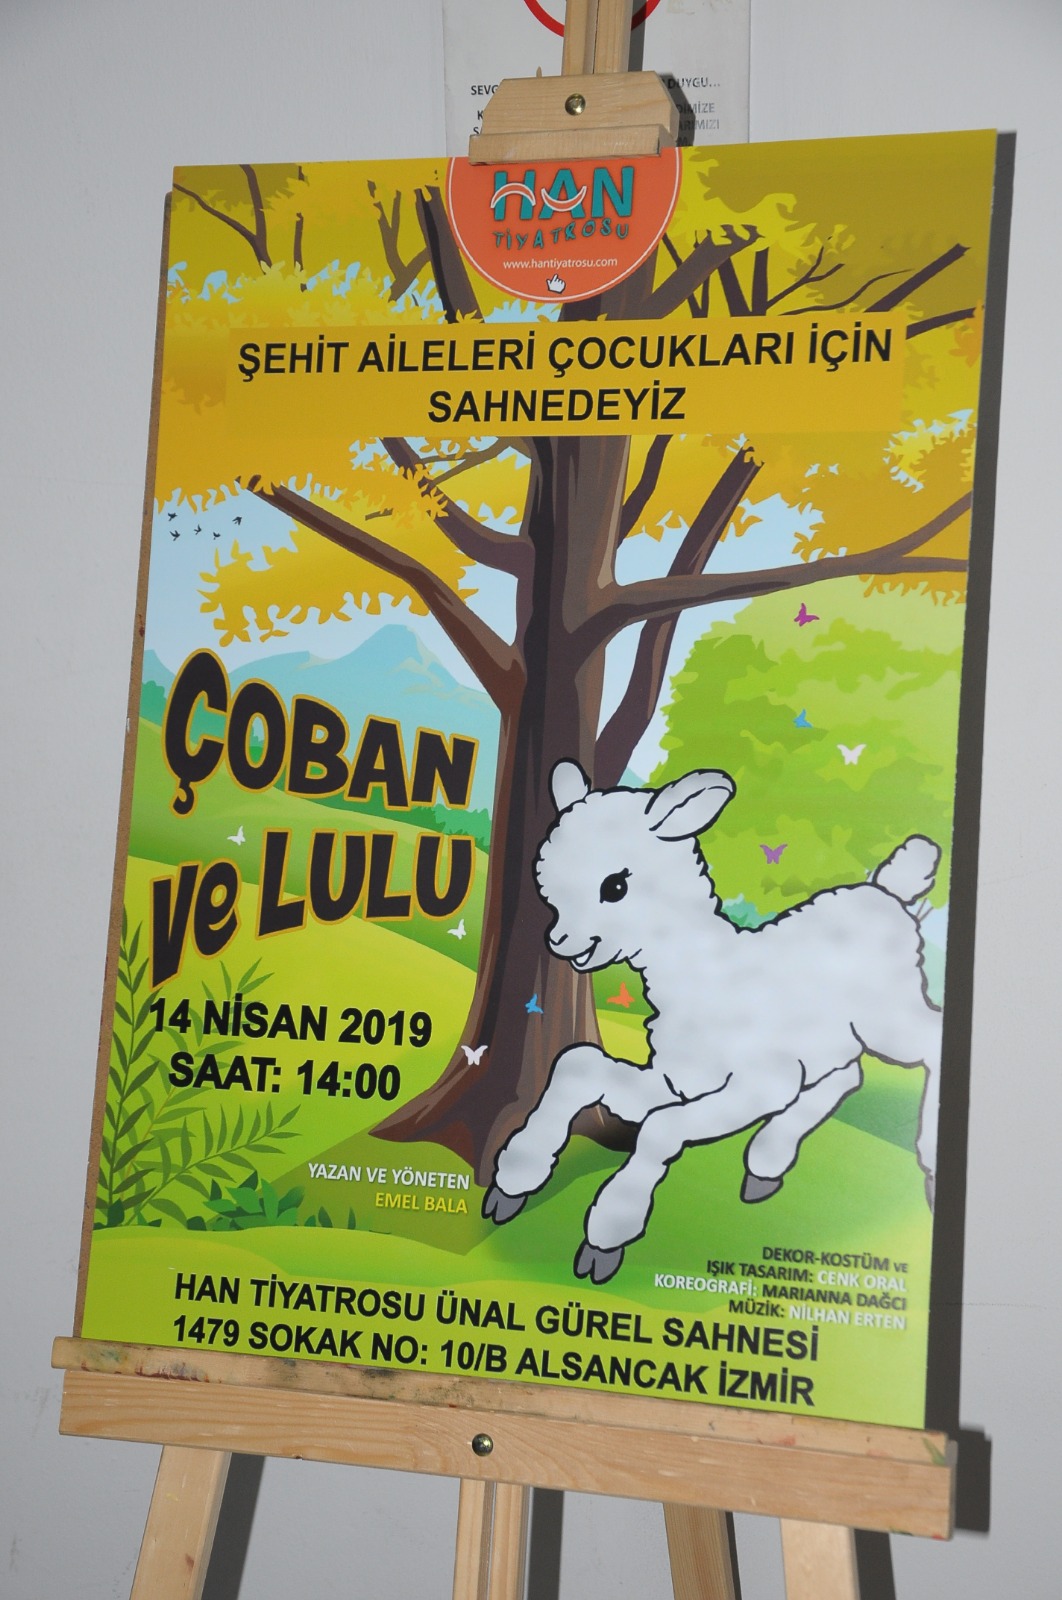 DUYGU...
HAN
TİYATROSU
www.hantiyatrosu.com
ŞEHİT AİLELERİ ÇOCUKLARI İÇİN
SAHNEDEYİZ
ÇOBAN
ve LULU
14 NİSAN 2019
SAAT: 14:00
YAZAN VE YÖNETEN
EMEL BALA
DEKOR-KOSTÜM ve
IŞIK TASARIM: CENK ORAL
KOREOGRAFİ: MARIANNA DAĞCI
MÜZİK: NİLHAN ERTEN
HAN TİYATROSU ÜNAL GÜREL SAHNESİ
1479 SOKAK NO: 10/B ALSANCAK İZMİR